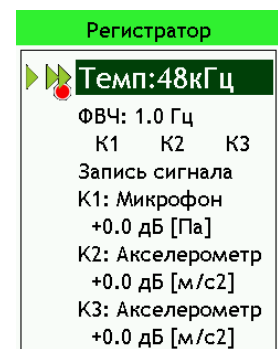 Регистратор
Темп:48кГц
ФВЧ: 1.0 Гц
К1 К2 К3
Запись сигнала
К1: Микрофон
+0.0 дБ [Па]
К2: Акселерометр
+0.0 дБ [м/с2]
К3: Акселерометр
+0.0 дБ [м/с2]